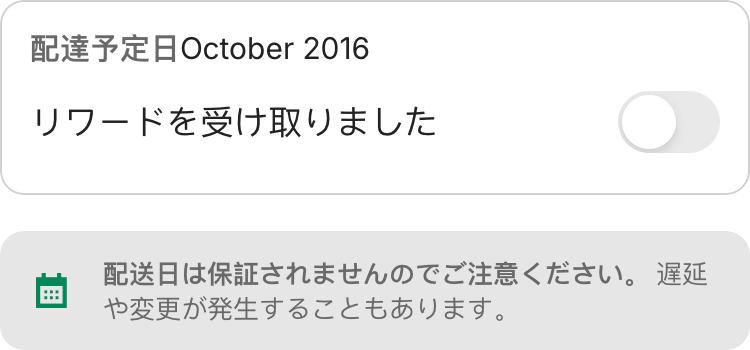 配達予定日October 2016
リワードを受け取りました
配送日は保証されませんのでご注意ください。 遅延
や変更が発生することもあります。